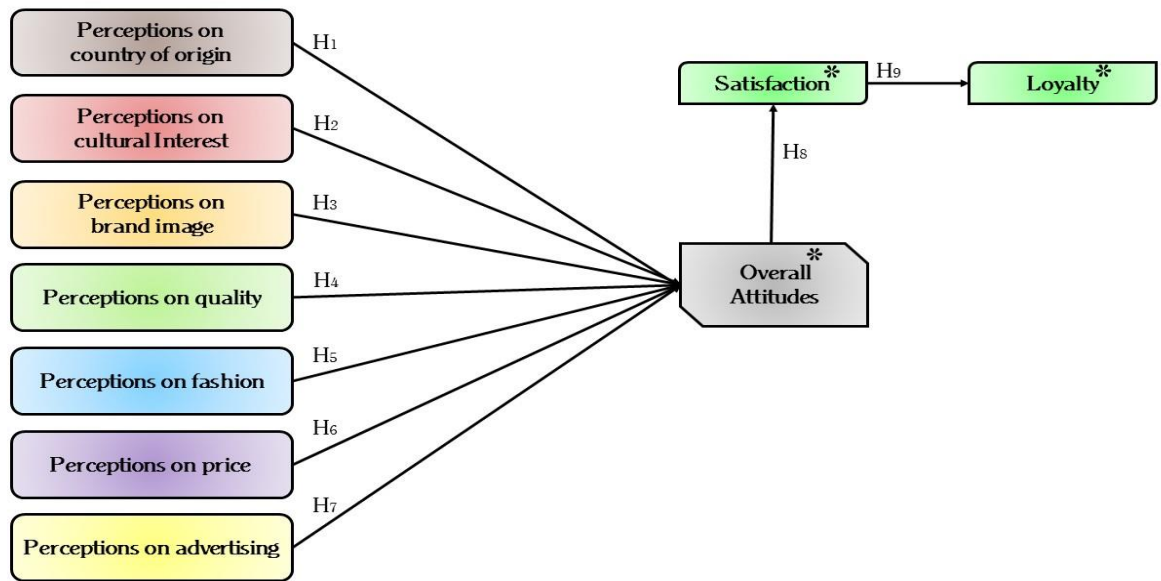 Perceptions on
country of origin
H1
Perceptions on
cultural Interest
H2
Perceptions on
brand image
H3
Perceptions on quality
H4
Perceptions on fashion
H5
Perceptions on price
H6
Perceptions on advertising
H7
Overall *
Attitudes
H8
Satisfaction*
H9
Loyalty*